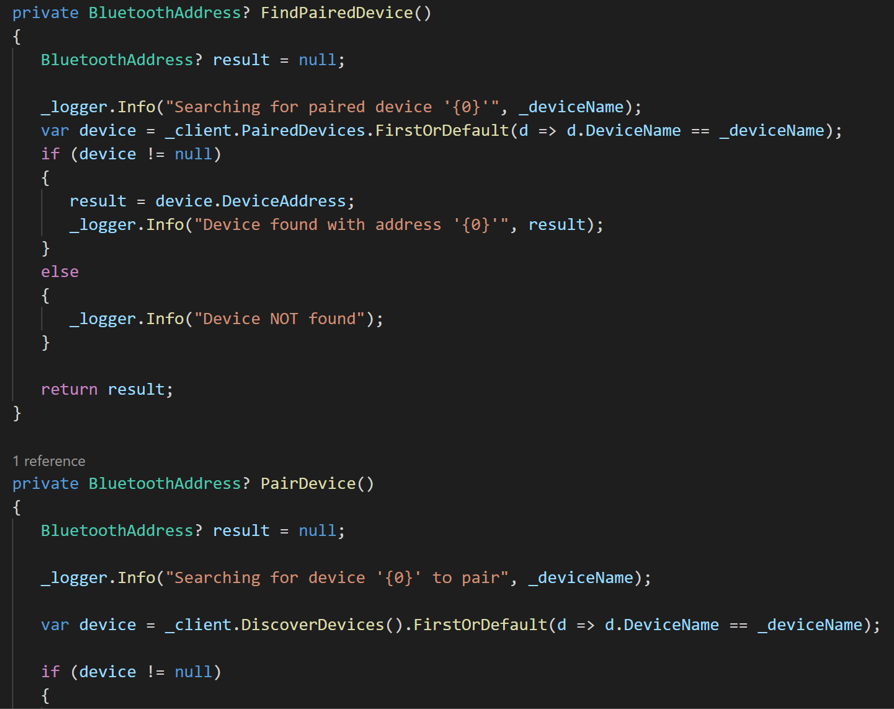 private BluetoothAddress? FindPairedDevice()
{
BluetoothAddress? result = null;
_logger.Info("Searching for paired device '{0}'", _deviceName);
var device = _client.PairedDevices.FirstOrDefault(d => d.DeviceName == _deviceName);
if (device != null)
{
result = device.DeviceAddress;
_logger.Info("Device found with address '{0}'", result);
}
else
{
_logger.Info("Device NOT found");
}
return result;
}
1 reference
private BluetoothAddress? PairDevice()
{
BluetoothAddress? result = null;
_logger.Info("Searching for device '{0}' to pair", _deviceName);
var device = _client.DiscoverDevices().FirstOrDefault(d => d.DeviceName == _deviceName);
if (device != null)
{